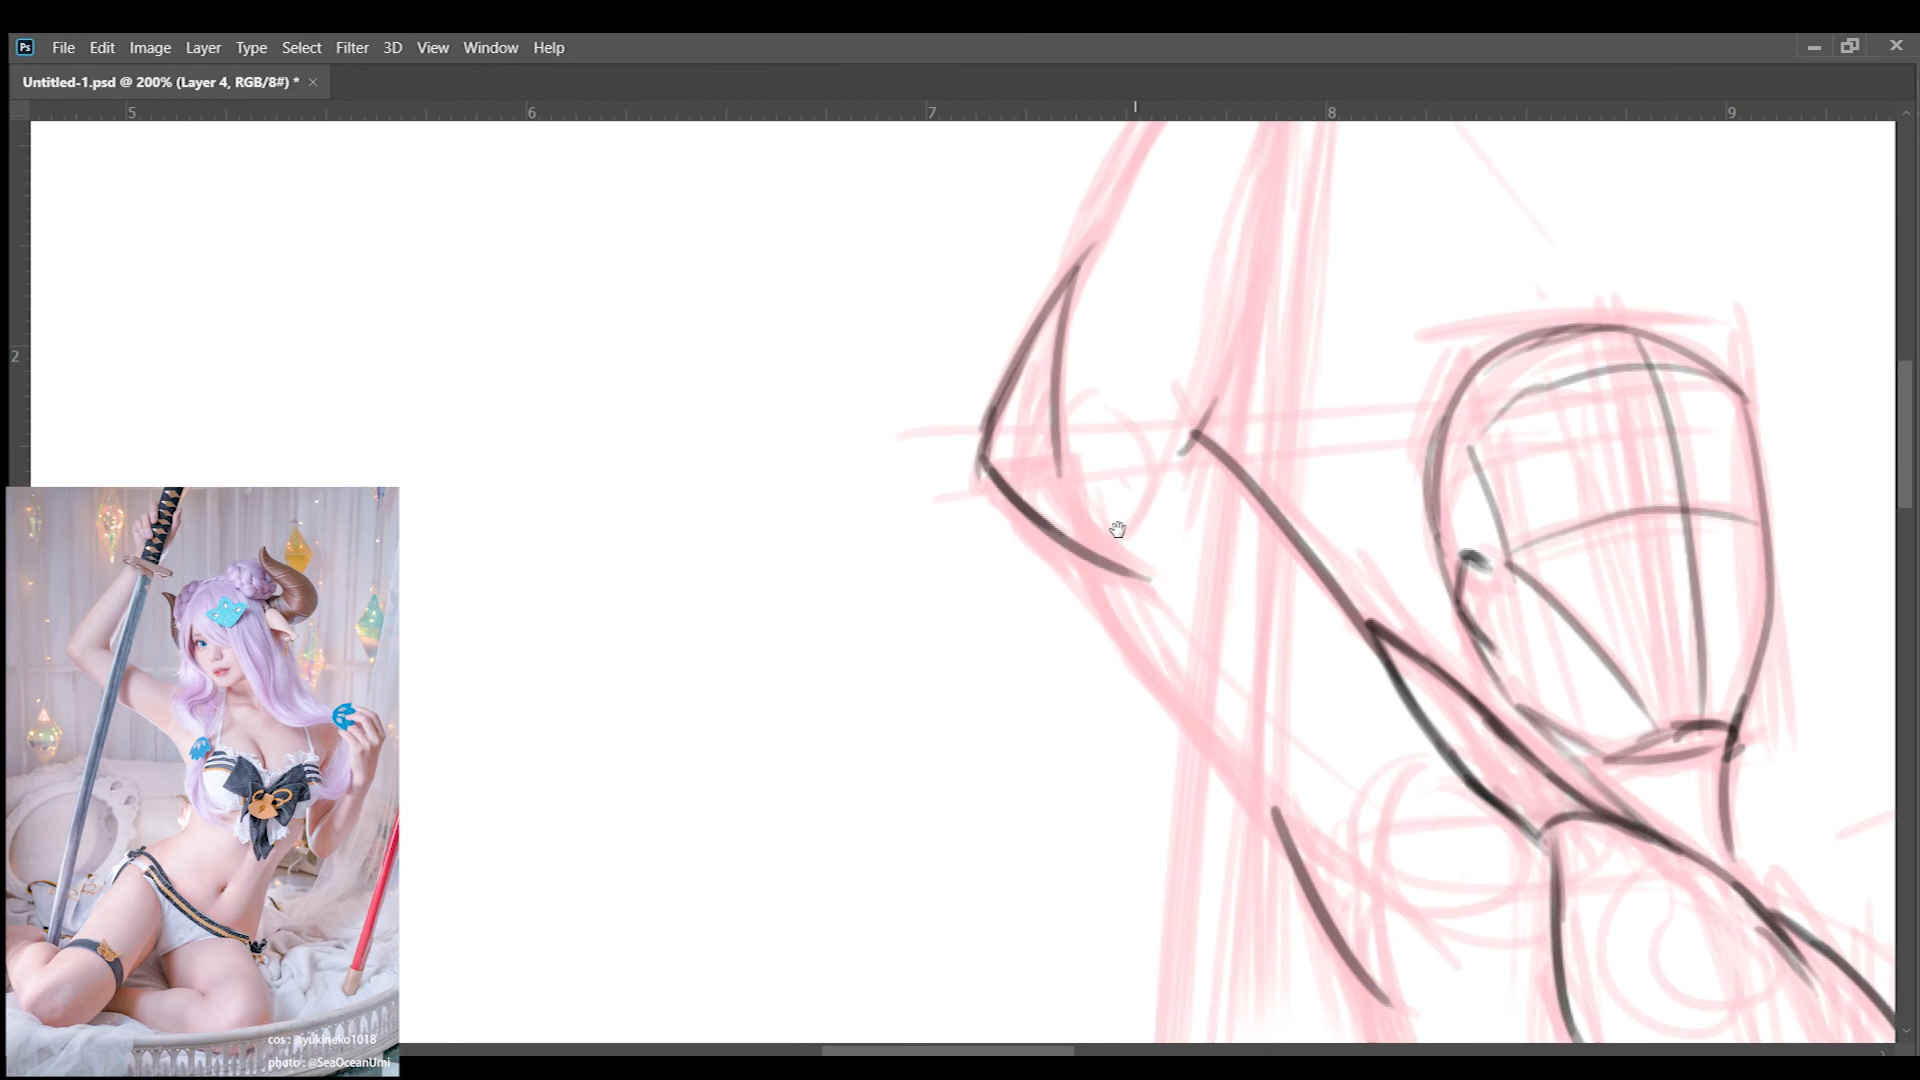 Ps File Edit Image Layer Type Select Filter 3D View Window Help
Untitled-1.psd @ 200% (Layer 4, RGB/8#) *
5 6 7 8 9
2
cos : @yukineko1018
photo : @SeaOceanUmi